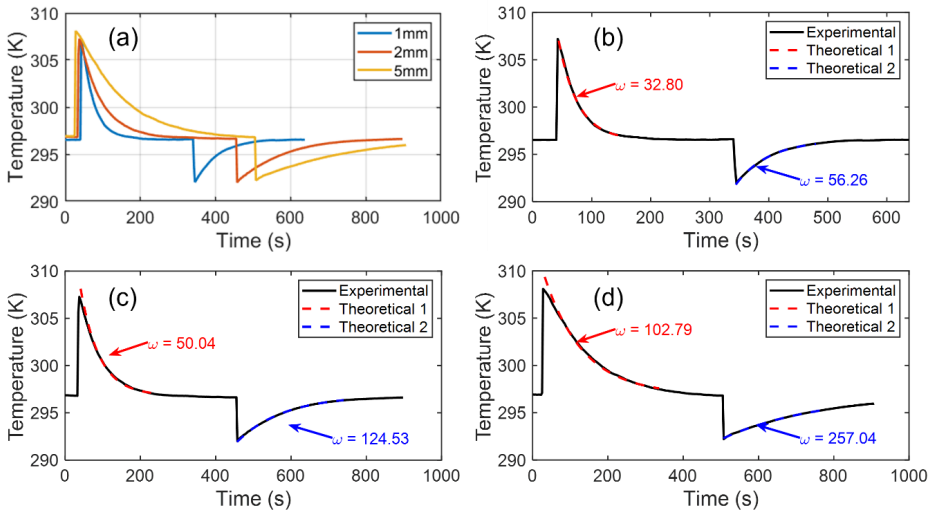 (a)
1mm
2mm
5mm
Temperature (K)
310
305
300
295
290
0 200 400 600 800 1000
Time (s)
(b)
Experimental
Theoretical 1
Theoretical 2
ω = 32.80
ω = 56.26
Temperature (K)
310
305
300
295
290
0 100 200 300 400 500 600
Time (s)
(c)
Experimental
Theoretical 1
Theoretical 2
ω = 50.04
ω = 124.53
Temperature (K)
310
305
300
295
290
0 200 400 600 800 1000
Time (s)
(d)
Experimental
Theoretical 1
Theoretical 2
ω = 102.79
ω = 257.04
Temperature (K)
310
305
300
295
290
0 200 400 600 800 1000
Time (s)